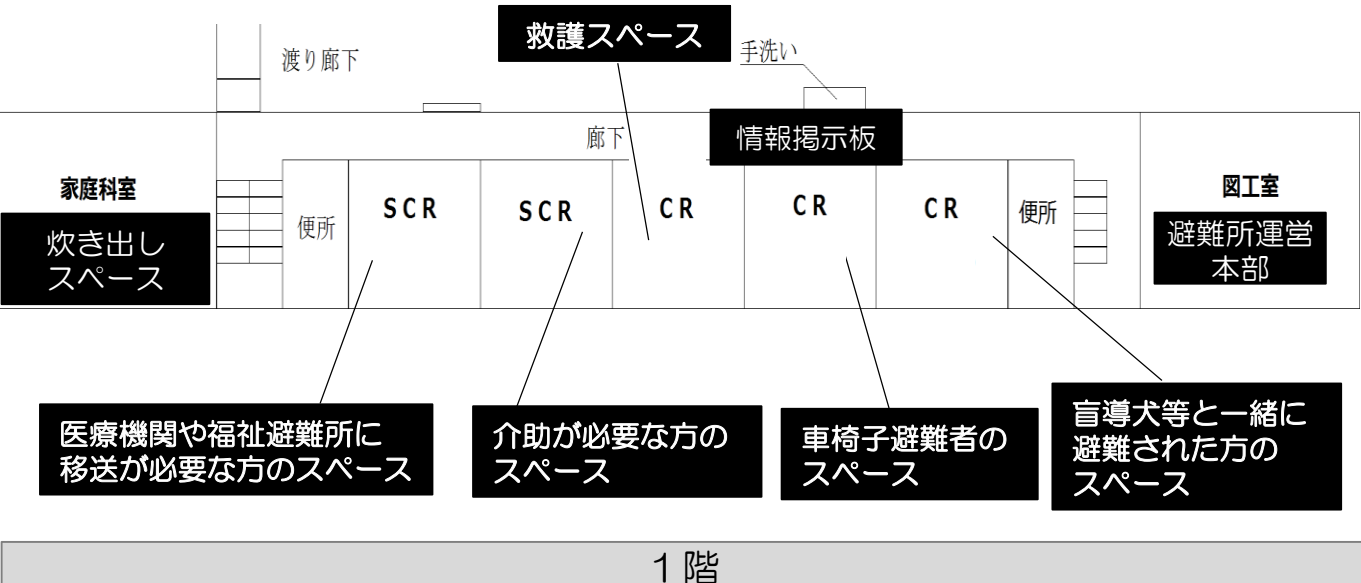 救護スペース
手洗い
渡り廊下
廊下
情報掲示板
家庭科室
炊き出し
スペース
便所
SCR
SCR
CR
CR
CR
便所
図工室
避難所運営
本部
医療機関や福祉避難所に
移送が必要な方のスペース
介助が必要な方の
スペース
車椅子避難者の
スペース
盲導犬等と一緒に
避難された方の
スペース
1階